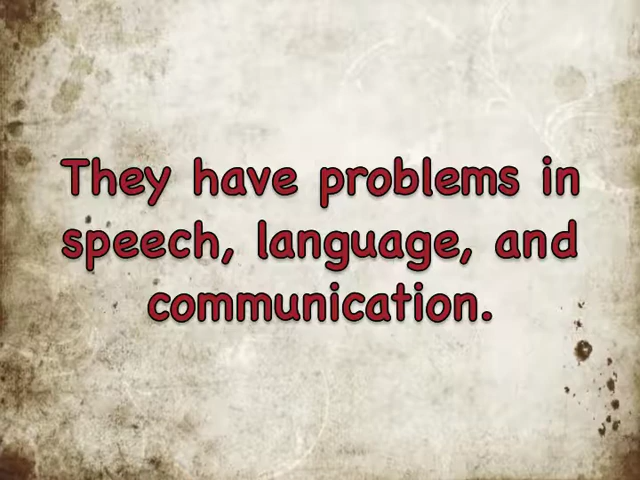 They have problems in
speech, language, and
communication.